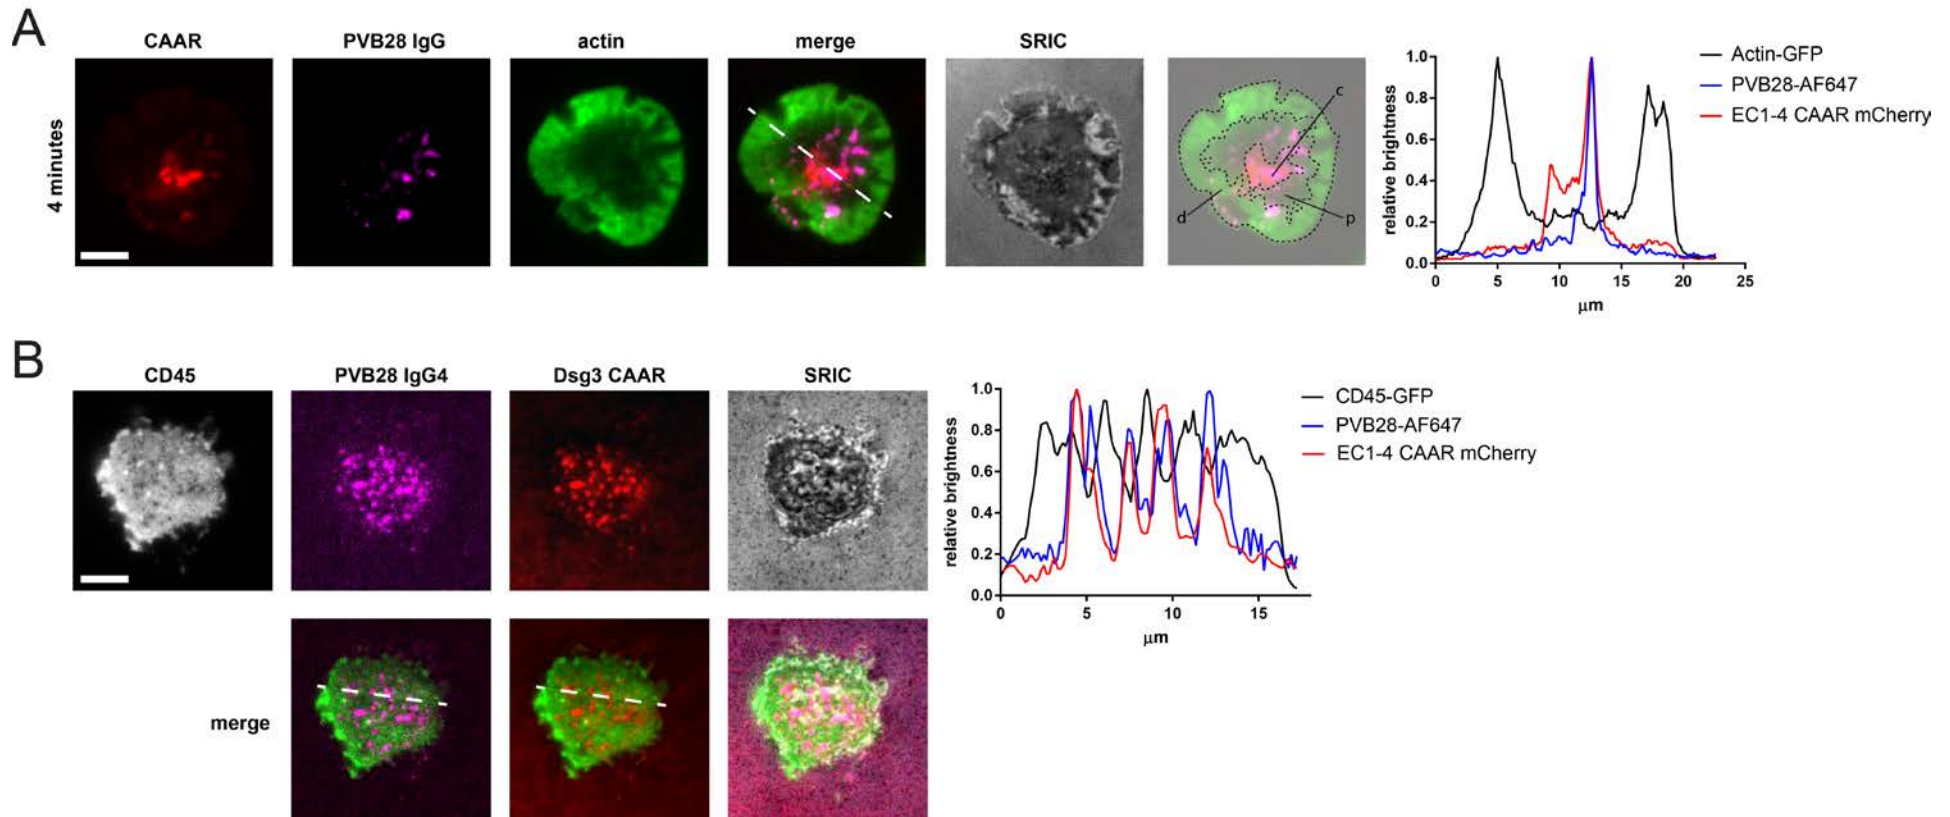 A
CAAR PVB28 IgG actin merge SRIC
4 minutes
c
d
p
relative brightness
1.0
0.8
0.6
0.4
0.2
0.0
0 5 10 15 20 25
μm
Actin-GFP
PVB28-AF647
EC1-4 CAAR mCherry
B
CD45 PVB28 IgG4 Dsg3 CAAR SRIC
merge
relative brightness
1.0
0.8
0.6
0.4
0.2
0.0
0 5 10 15
μm
CD45-GFP
PVB28-AF647
EC1-4 CAAR mCherry